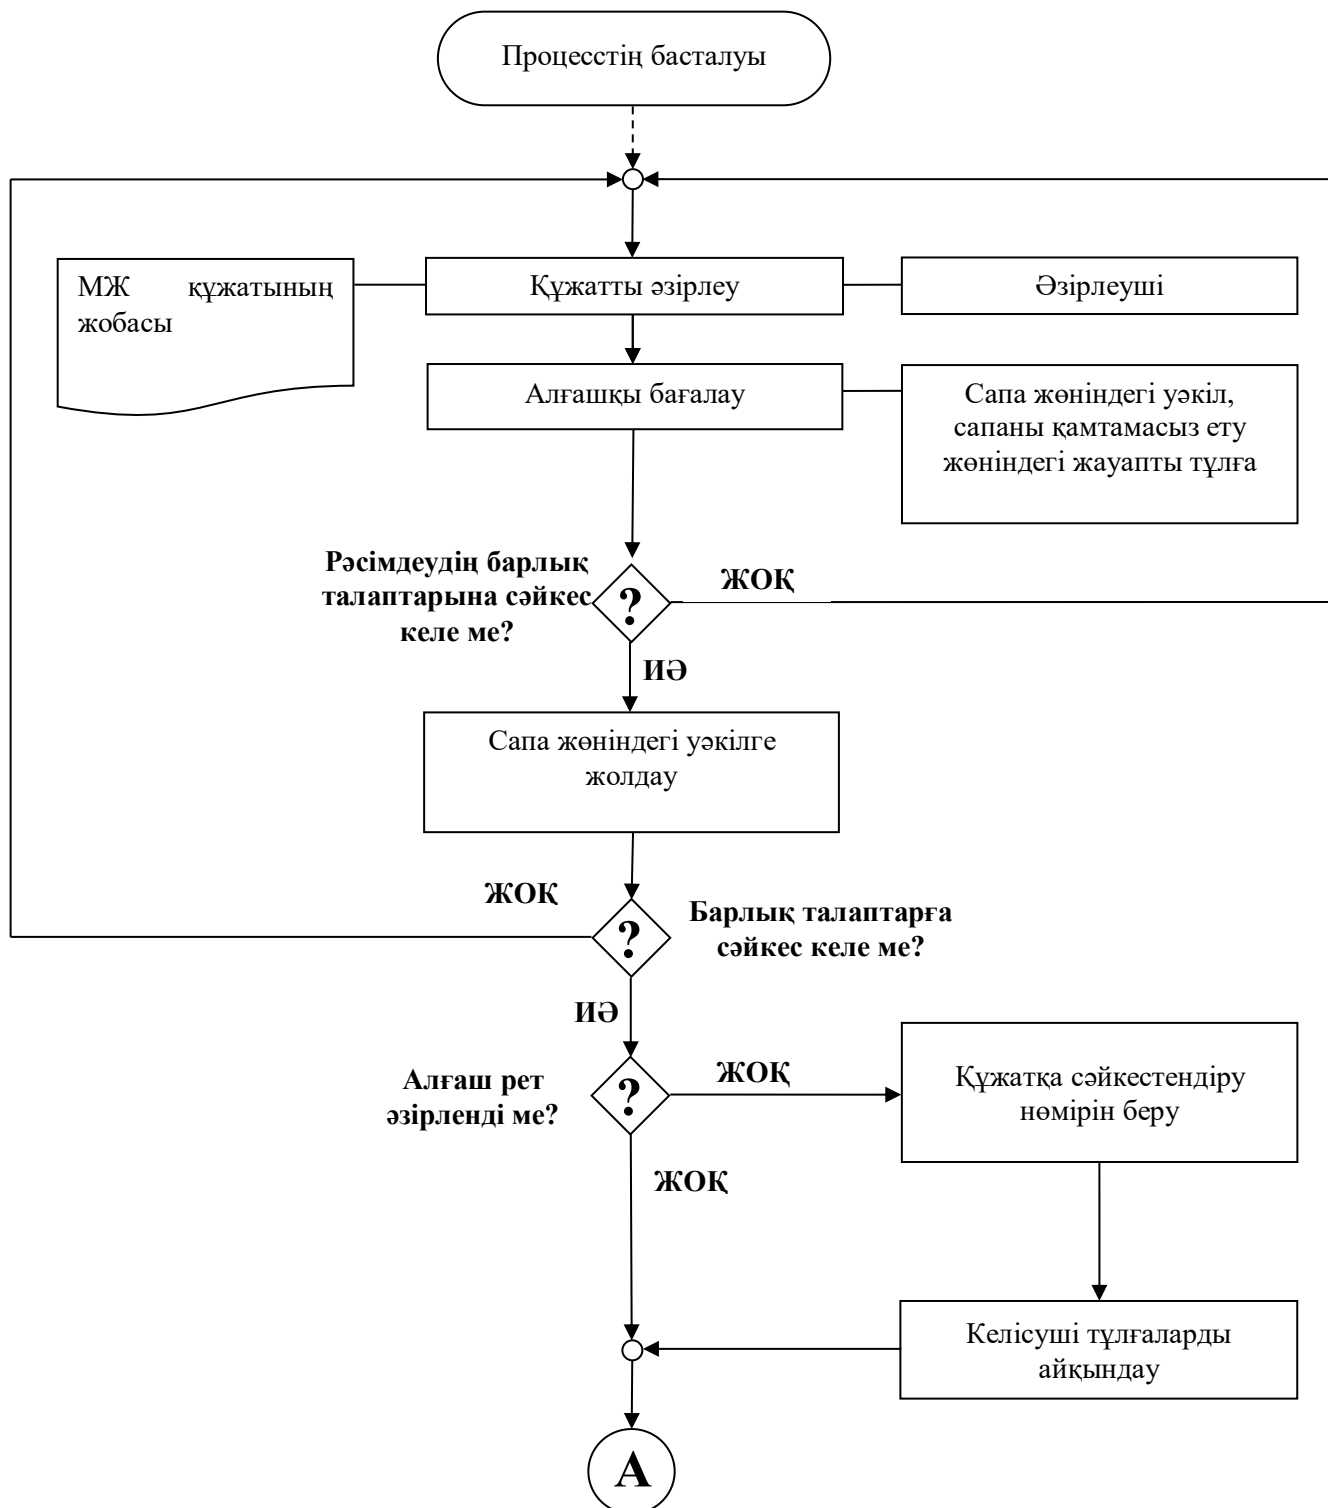 Процесстің басталуы
МЖ құжатының
жобасы
Құжатты әзірлеу
Әзірлеуші
Алғашқы бағалау
Сапа жөніндегі уәкіл,
сапаны қамтамасыз ету
жөніндегі жауапты тұлға
Рәсімдеудің барлық
талаптарына сәйкес
келе ме?
?
ЖОҚ
ИӘ
Сапа жөніндегі уәкілге
жолдау
ЖОҚ
?
Барлық талаптарға
сәйкес келе ме?
ИӘ
Алғаш рет
әзірленді ме?
?
ЖОҚ
Құжатқа сәйкестендіру
нөмірін беру
ЖОҚ
Келісуші тұлғаларды
айқындау
А